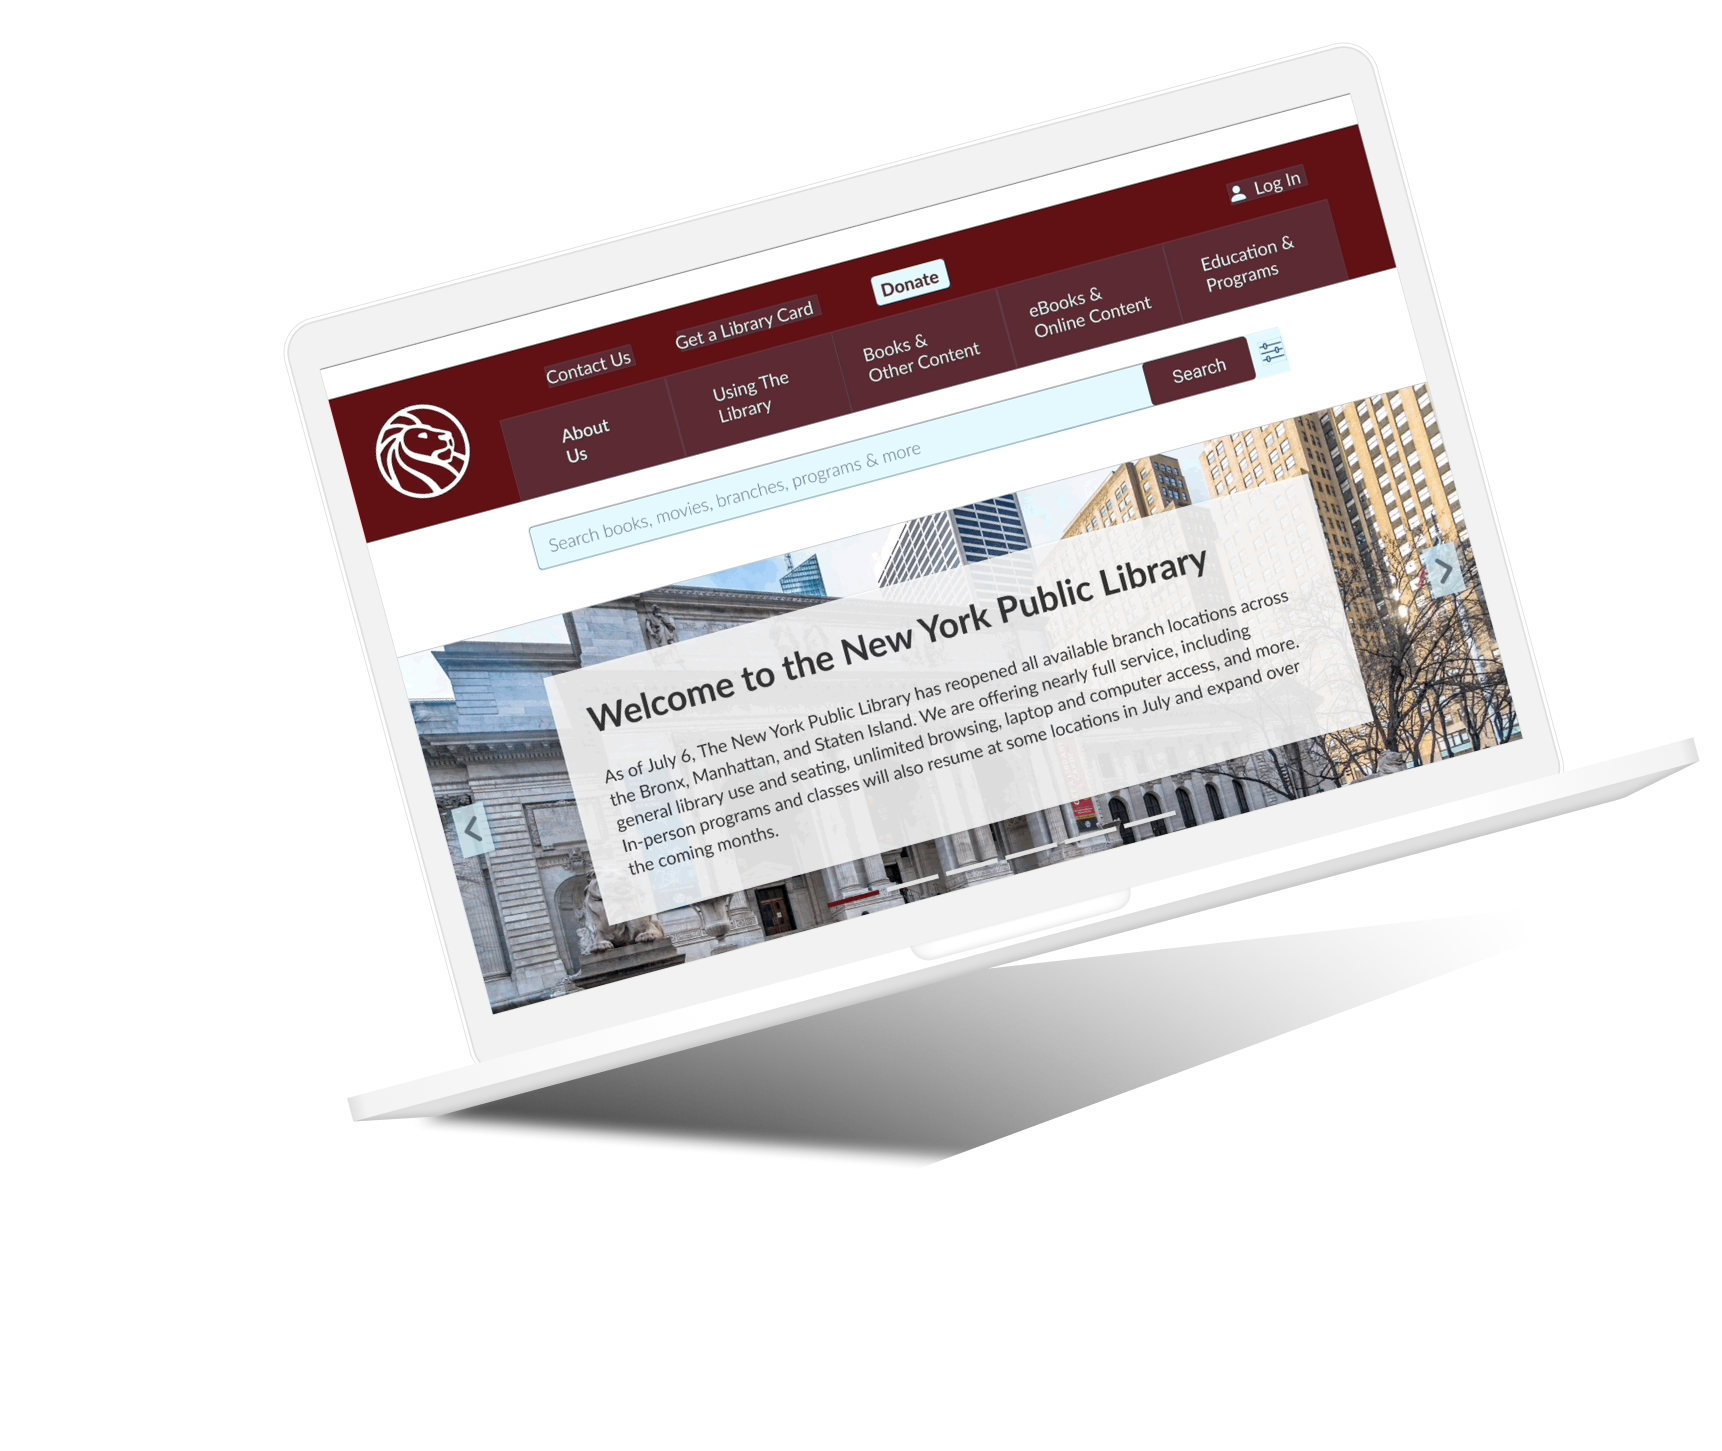 Log In
Donate
Get a Library Card
Contact Us
About
Us
Using The
Library
Books &
Other Content
eBooks &
Online Content
Education &
Programs
Search books, movies, branches, programs & more
Search
Welcome to the New York Public Library
As of July 6, The New York Public Library has reopened all available branch locations across
the Bronx, Manhattan, and Staten Island. We are offering nearly full service, including
general library use and seating, unlimited browsing, laptop and computer access, and more.
In-person programs and classes will also resume at some locations in July and expand over
the coming months.